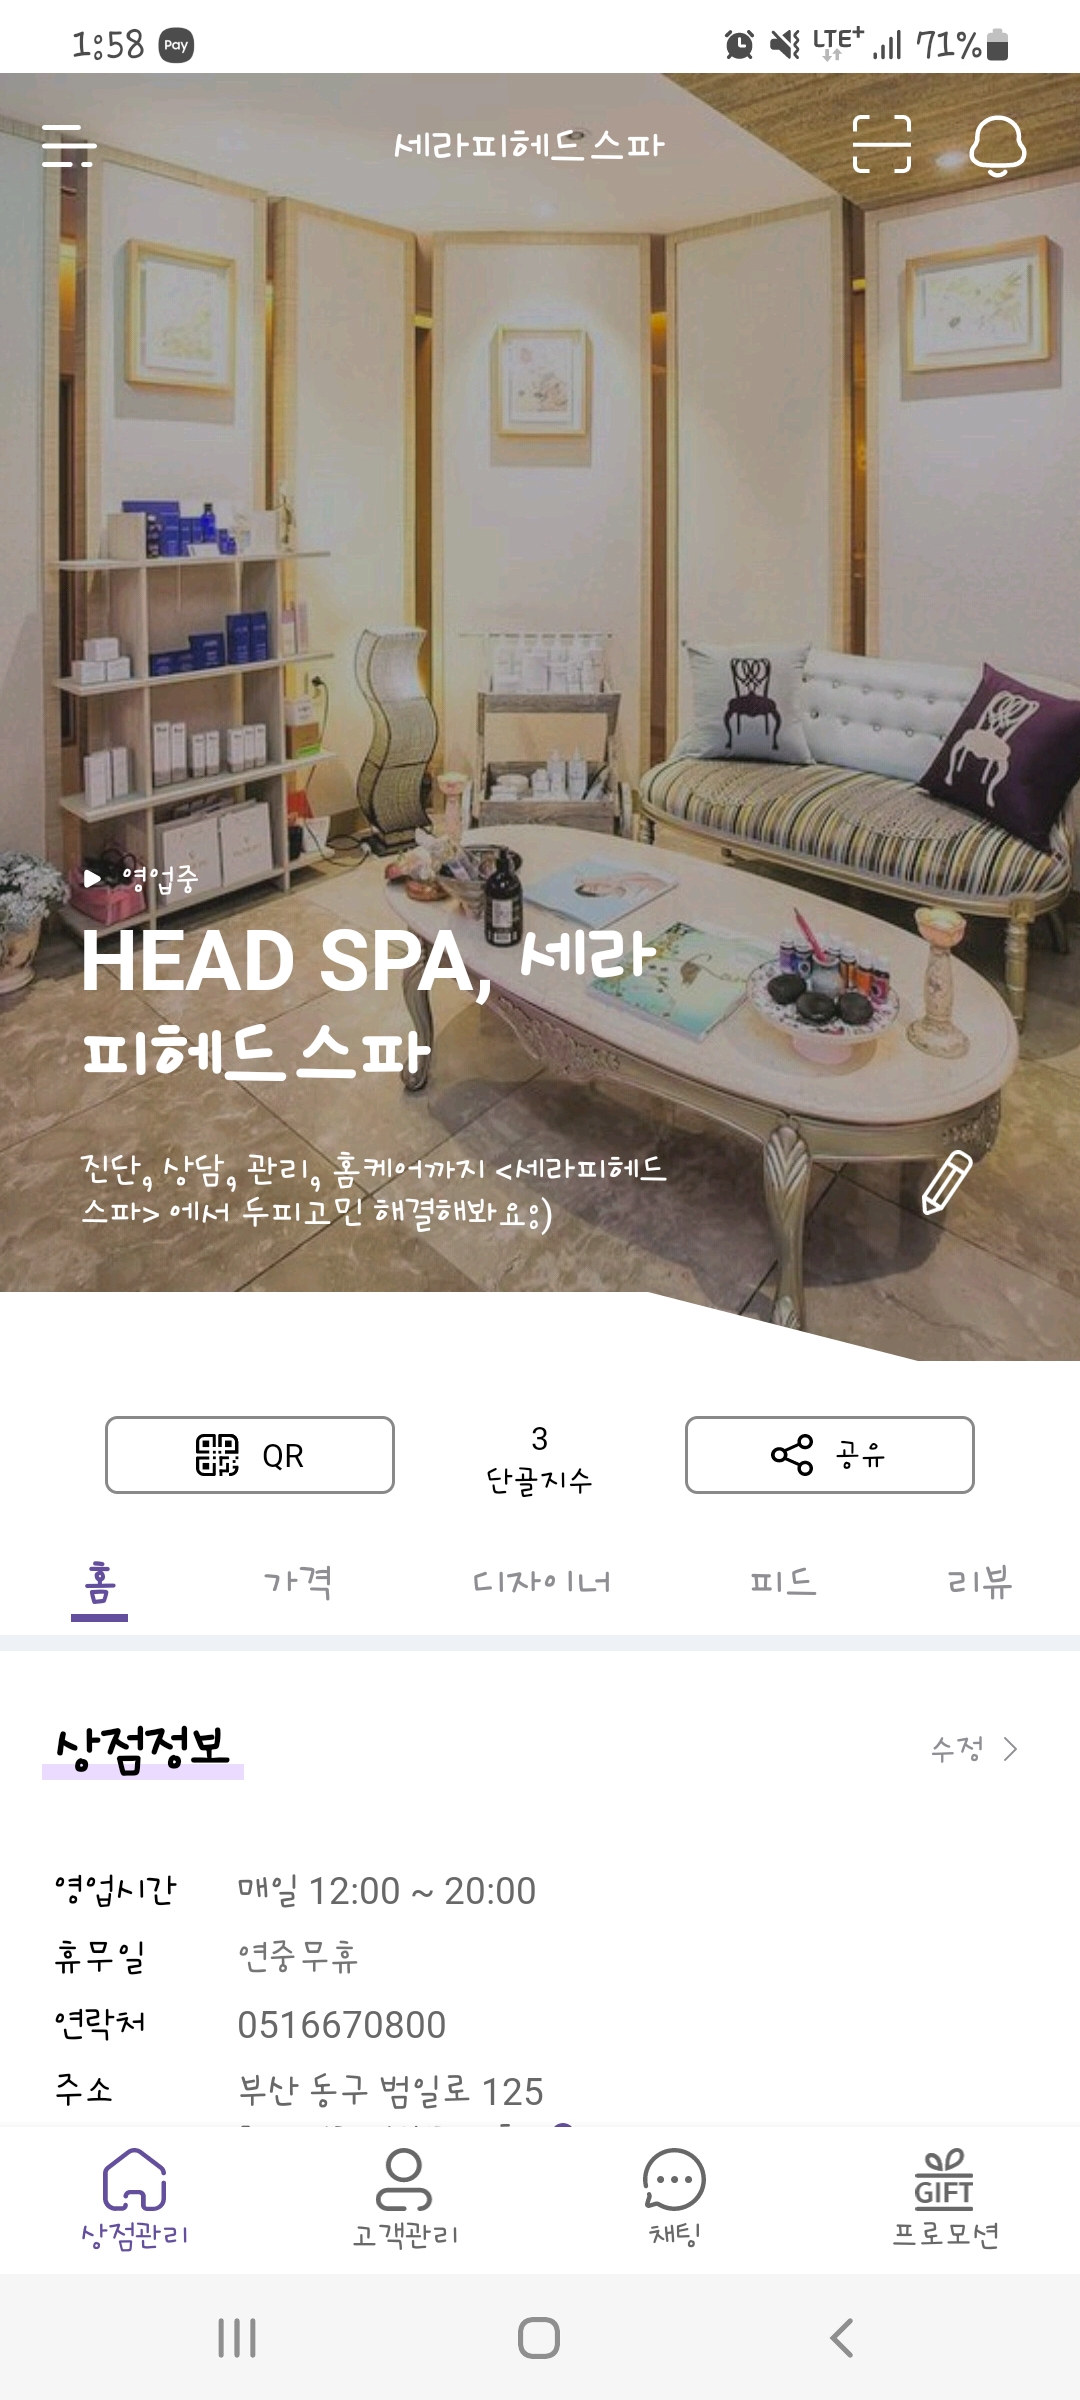 1:58 Pay LTE+ 71%
세라피헤드스파
영업중
HEAD SPA, 세라
피헤드스파
진단, 상담, 관리, 홈케어까지 <세라피헤드
스파> 에서 두피고민 해결해봐요:)
QR 3 공유
단골지수
홈 가격 디자이너 피드 리뷰
상점정보 수정
영업시간 매일 12:00 ~ 20:00
휴무일 연중무휴
연락처 0516670800
주소 부산 동구 범일로 125
GIFT
상점관리 고객관리 채팅 프로모션